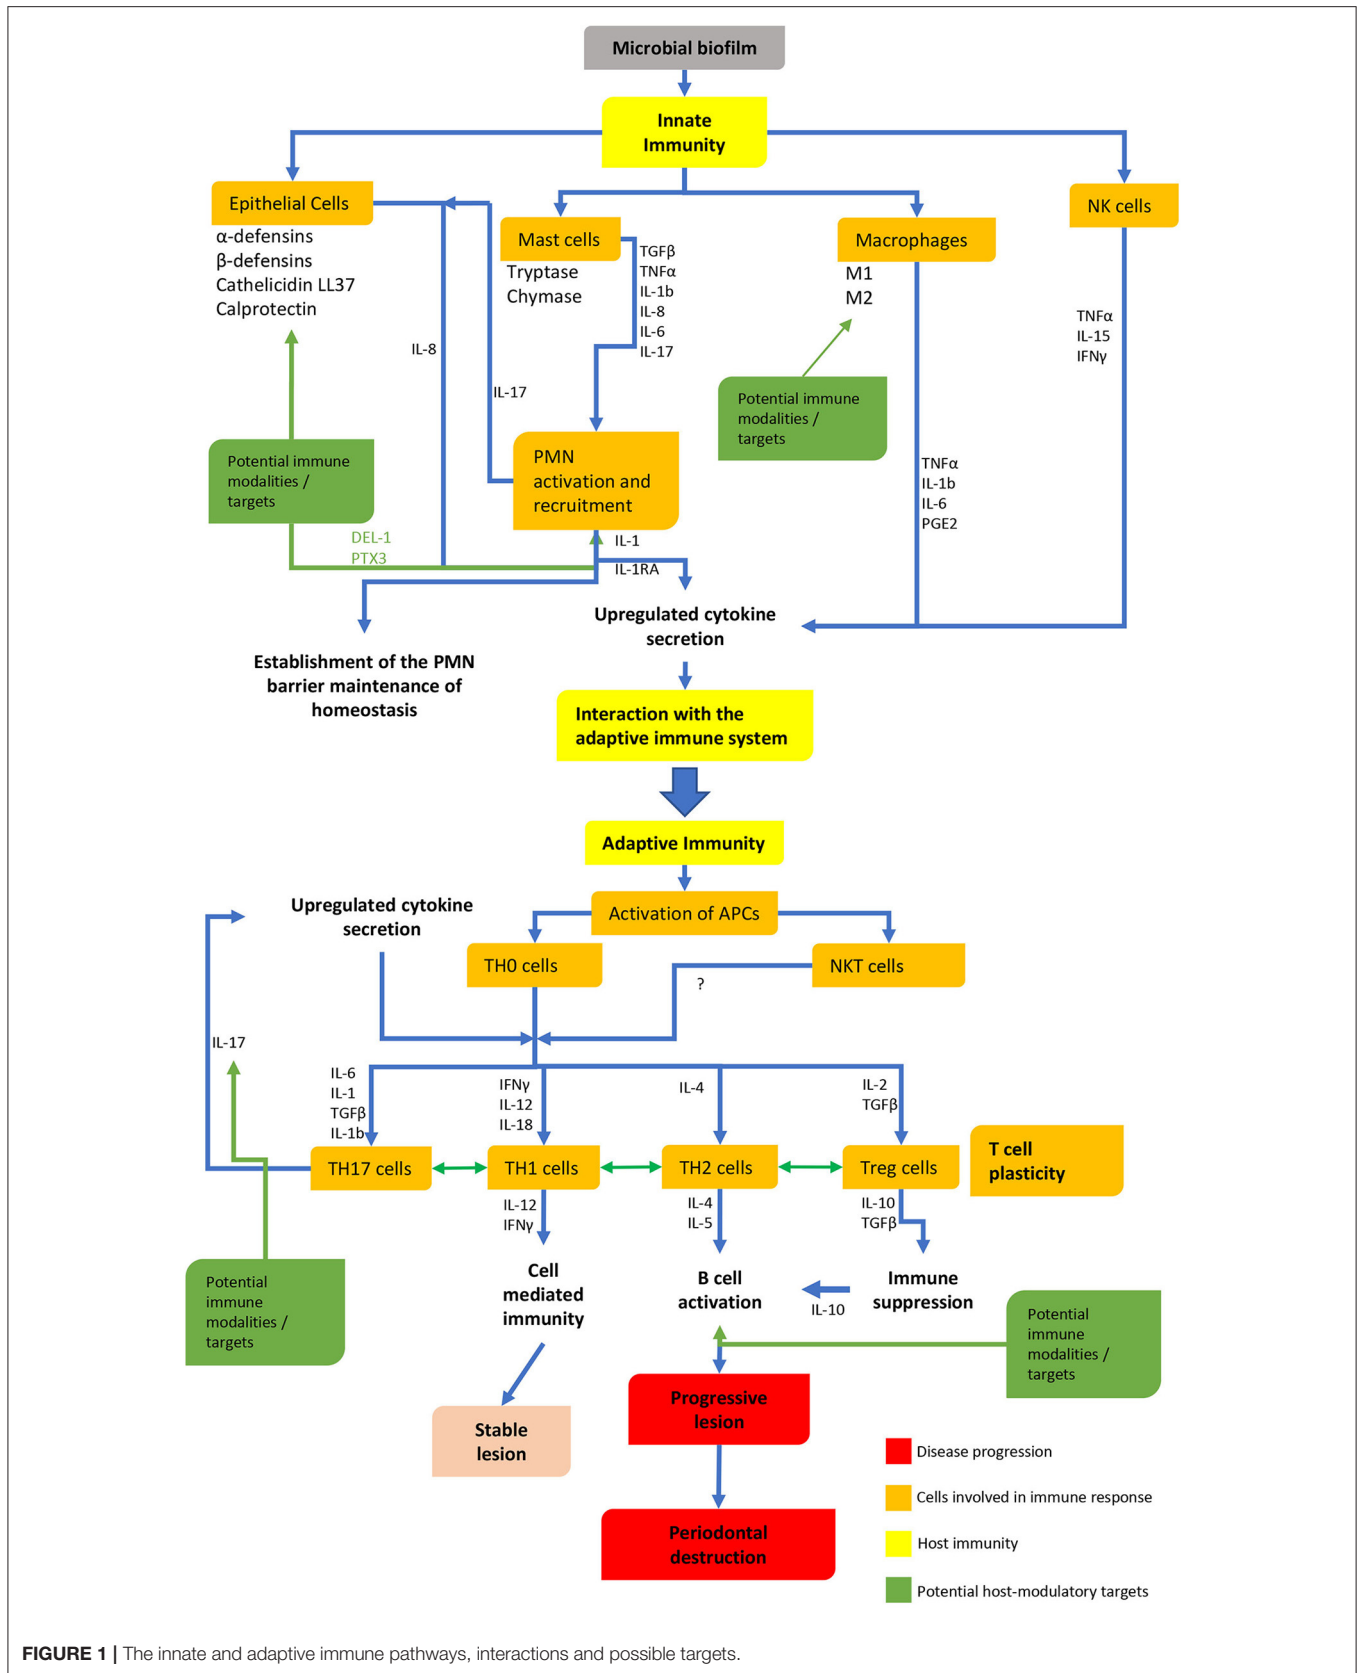 Microbial biofilm
Innate
Immunity
Epithelial Cells
α-defensins
β-defensins
Cathelicidin LL37
Calprotectin
Mast cells
Tryptase
Chymase
TGFβ
TNFα
IL-1b
IL-8
IL-6
IL-17
Macrophages
M1
M2
NK cells
TNFα
IL-15
IFNγ
IL-8
IL-17
Potential immune
modalities /
targets
Potential immune
modalities /
targets
PMN
activation and
recruitment
TNFα
IL-1b
IL-6
PGE2
DEL-1
PTX3
IL-1
IL-1RA
Upregulated cytokine
secretion
Establishment of the PMN
barrier maintenance of
homeostasis
Interaction with the
adaptive immune system
Adaptive Immunity
Activation of APCs
Upregulated cytokine
secretion
TH0 cells
NKT cells
?
IL-17
IL-6
IL-1
TGFβ
IL-1b
IFNγ
IL-12
IL-18
IL-4
IL-2
TGFβ
TH17 cells
TH1 cells
TH2 cells
Treg cells
T cell
plasticity
IL-12
IFNγ
IL-4
IL-5
IL-10
TGFβ
Cell
mediated
immunity
B cell
activation
IL-10
Immune
suppression
Potential
immune
modalities /
targets
Potential
immune
modalities /
targets
Stable
lesion
Progressive
lesion
Periodontal
destruction
Disease progression
Cells involved in immune response
Host immunity
Potential host-modulatory targets
FIGURE 1 | The innate and adaptive immune pathways, interactions and possible targets.